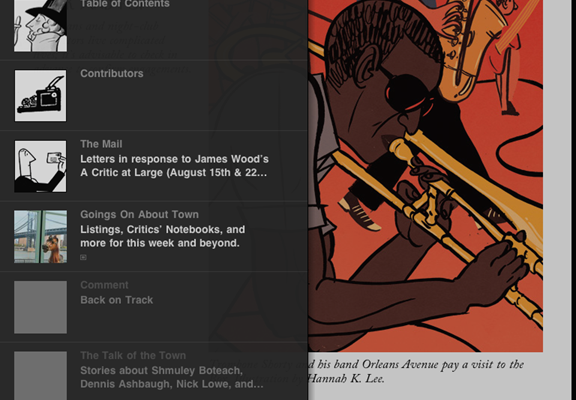 Table of Contents
Contributors
The Mail
Letters in response to James Wood's
A Critic at Large (August 15th & 22...
Goings On About Town
Listings, Critics' Notebooks, and
more for this week and beyond.
Comment
Back on Track
The Talk of the Town
Stories about Shmuley Boteach,
Dennis Ashbaugh, Nick Lowe, and...
and his band Orleans Avenue pay a visit to the
Hannah K. Lee.